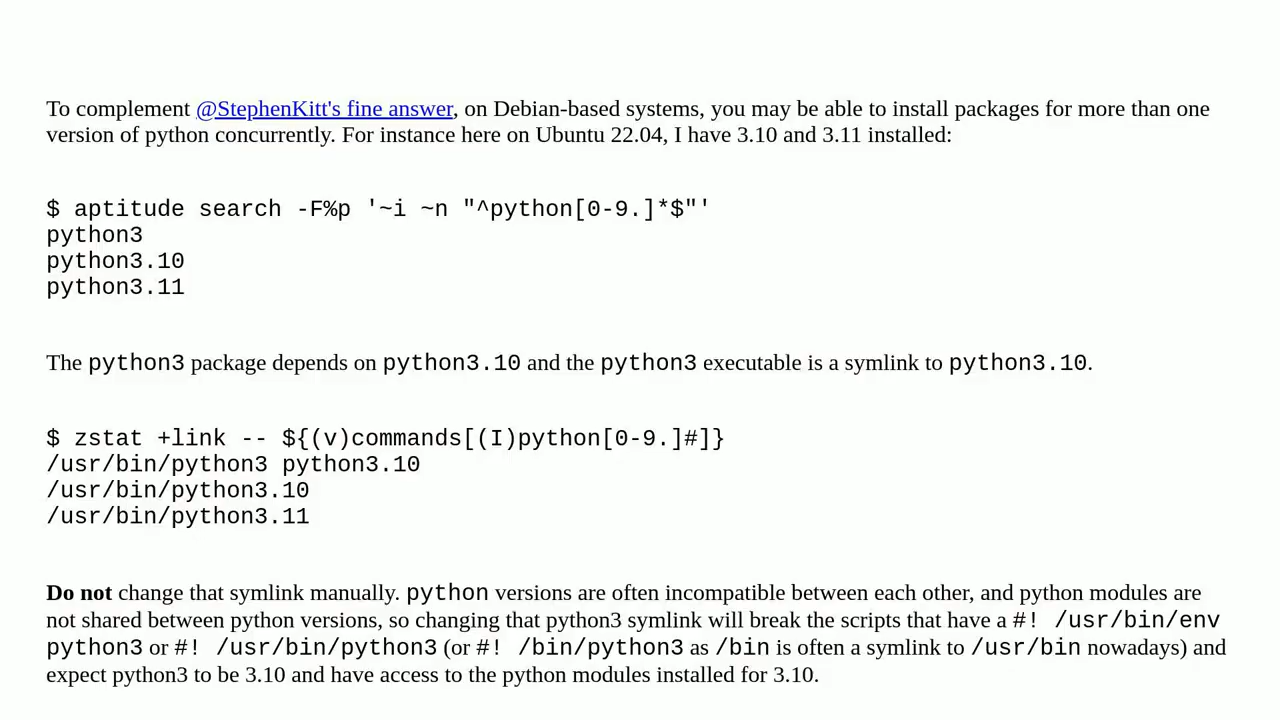 To complement @StephenKitt's fine answer, on Debian-based systems, you may be able to install packages for more than one
version of python concurrently. For instance here on Ubuntu 22.04, I have 3.10 and 3.11 installed:
$ aptitude search -F%p '~i ~n "^python[0-9.]*$"'
python3
python3.10
python3.11
The python3 package depends on python3.10 and the python3 executable is a symlink to python3.10.
$ zstat +link -- ${(v)commands[(I)python[0-9.]#]}
/usr/bin/python3 python3.10
/usr/bin/python3.10
/usr/bin/python3.11
Do not change that symlink manually. python versions are often incompatible between each other, and python modules are
not shared between python versions, so changing that python3 symlink will break the scripts that have a #! /usr/bin/env
python3 or #! /usr/bin/python3 (or #! /bin/python3 as /bin is often a symlink to /usr/bin nowadays) and
expect python3 to be 3.10 and have access to the python modules installed for 3.10.